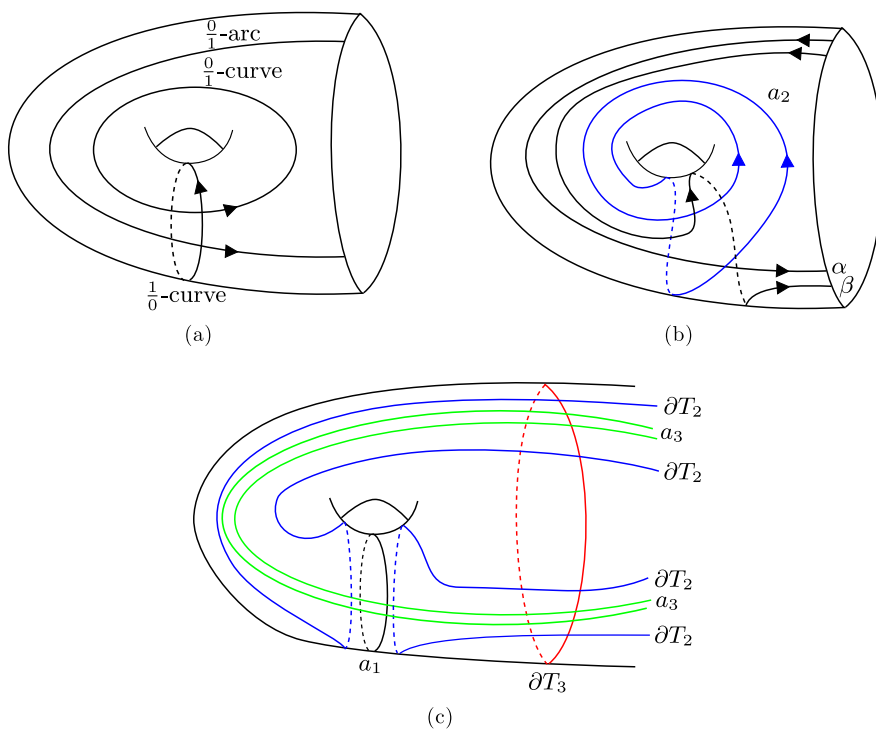 0/1-arc
0/1-curve
1/0-curve
(a)
a₂
α
β
(b)
∂T₂
a₃
∂T₂
∂T₂
a₃
∂T₂
a₁
∂T₃
(c)